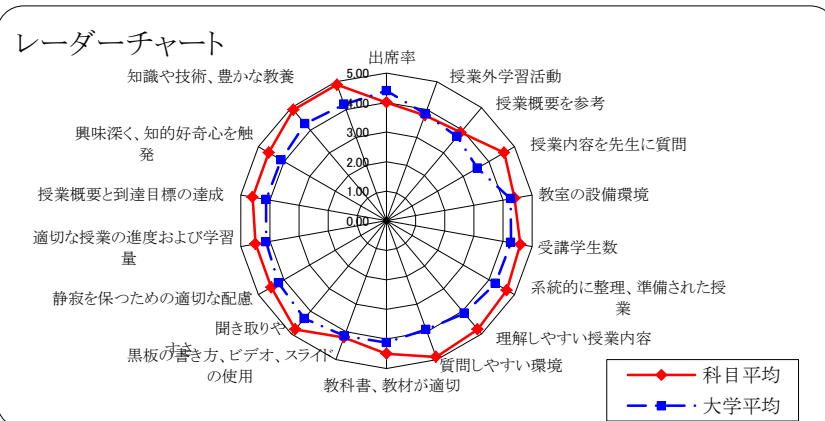 レーダーチャート
出席率
授業外学習活動
授業概要を参考
授業内容を先生に質問
教室の設備環境
受講学生数
系統的に整理、準備された授
業
理解しやすい授業内容
質問しやすい環境
教科書、教材が適切
黒板の書き方、ビデオ、スライド
の使用
聞き取りや
すさ
静寂を保つための適切な配慮
適切な授業の進度および学習
量
授業概要と到達目標の達成
興味深く、知的好奇心を触
発
知識や技術、豊かな教養
5.00
4.00
3.00
2.00
1.00
0.00
科目平均
大学平均